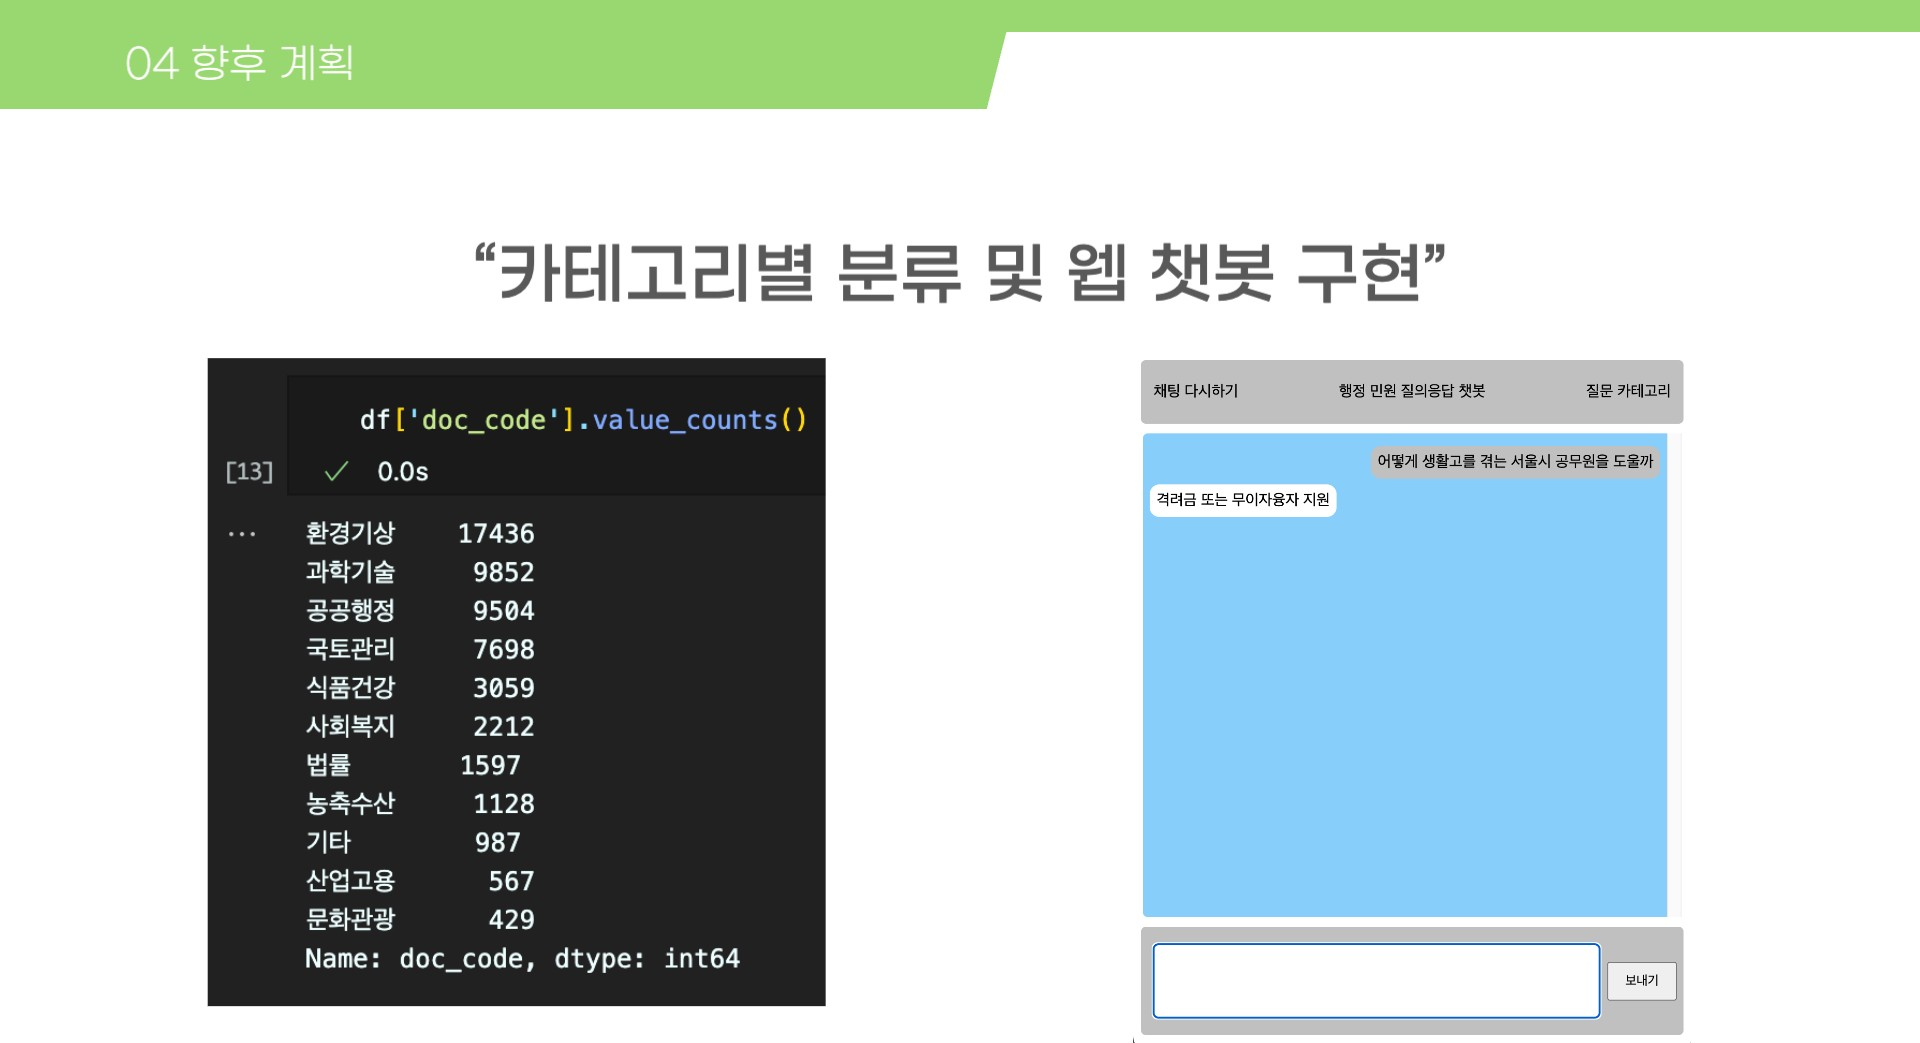 04 향후 계획
“카테고리별 분류 및 웹 챗봇 구현”
df['doc_code'].value_counts()
[13] ✓ 0.0s
... 환경기상 17436
과학기술 9852
공공행정 9504
국토관리 7698
식품건강 3059
사회복지 2212
법률 1597
농축수산 1128
기타 987
산업고용 567
문화관광 429
Name: doc_code, dtype: int64
채팅 다시하기 행정 민원 질의응답 챗봇 질문 카테고리
어떻게 생활고를 겪는 서울시 공무원을 도울까
격려금 또는 무이자융자 지원
보내기